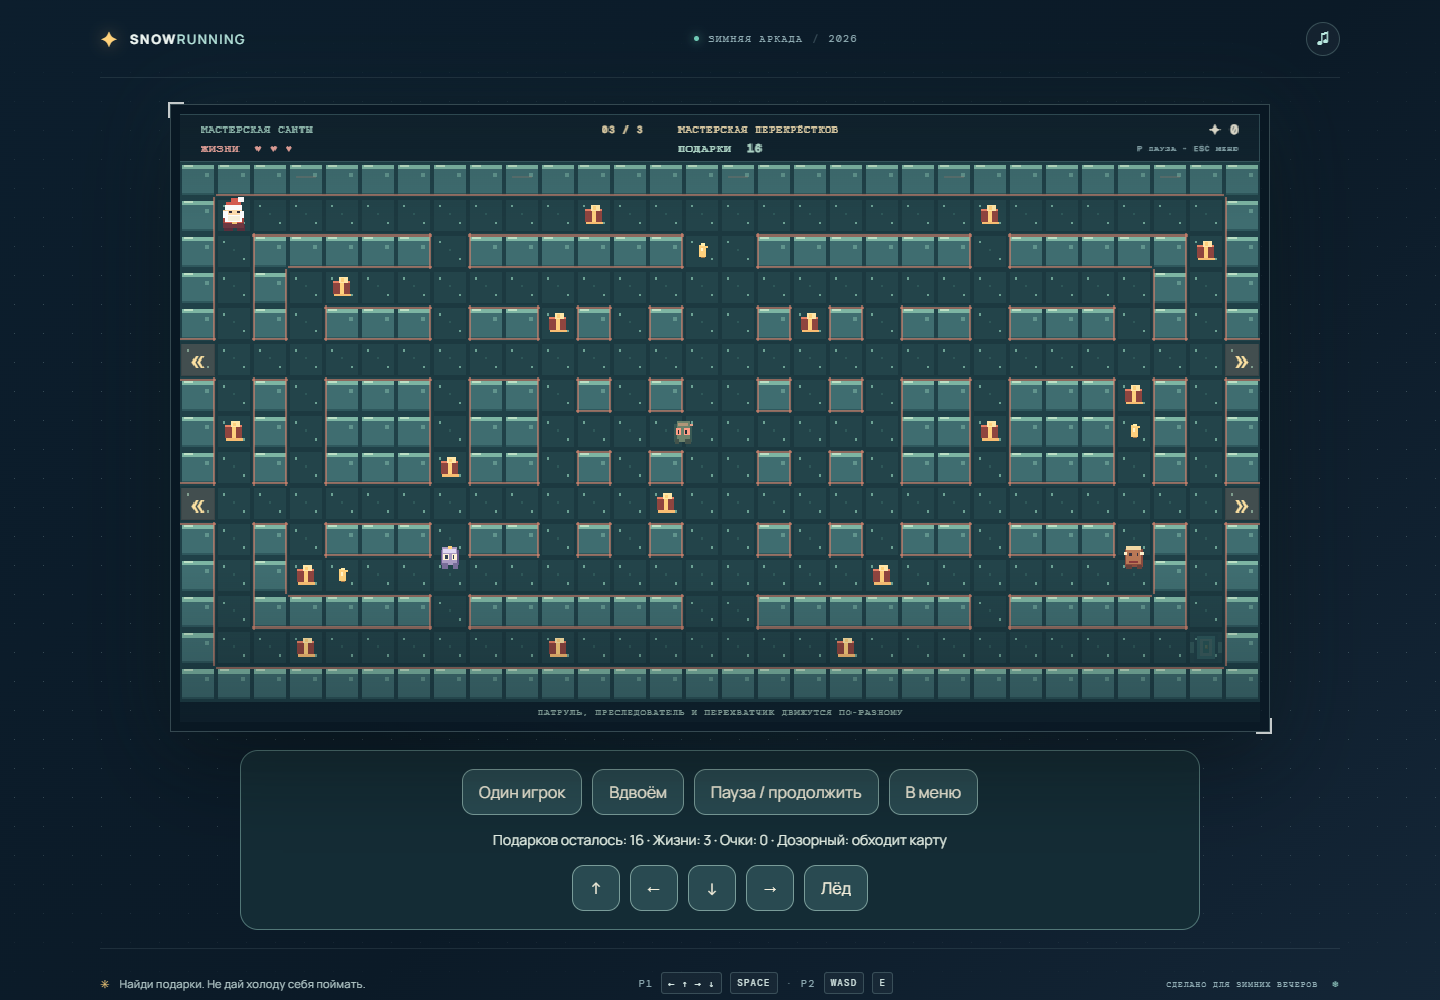 SNOWRUNNING
ЗИМНЯЯ АРКАДА / 2026
МАСТЕРСКАЯ САНТЫ
03 / 3 МАСТЕРСКАЯ ПЕРЕКРЁСТКОВ
0
ЖИЗНИ ♥ ♥ ♥
ПОДАРКИ 16
P ПАУЗА - ESC МЕНЮ
« »
« »
ПАТРУЛЬ, ПРЕСЛЕДОВАТЕЛЬ И ПЕРЕХВАТЧИК ДВИЖУТСЯ ПО-РАЗНОМУ
Один игрок Вдвоём Пауза / продолжить В меню
Подарков осталось: 16 · Жизни: 3 · Очки: 0 · Дозорный: обходит карту
↑ ← ↓ → Лёд
Найди подарки. Не дай холоду себя поймать.
P1 ← ↑ → ↓ SPACE · P2 WASD E
СДЕЛАНО ДЛЯ ЗИМНИХ ВЕЧЕРОВ